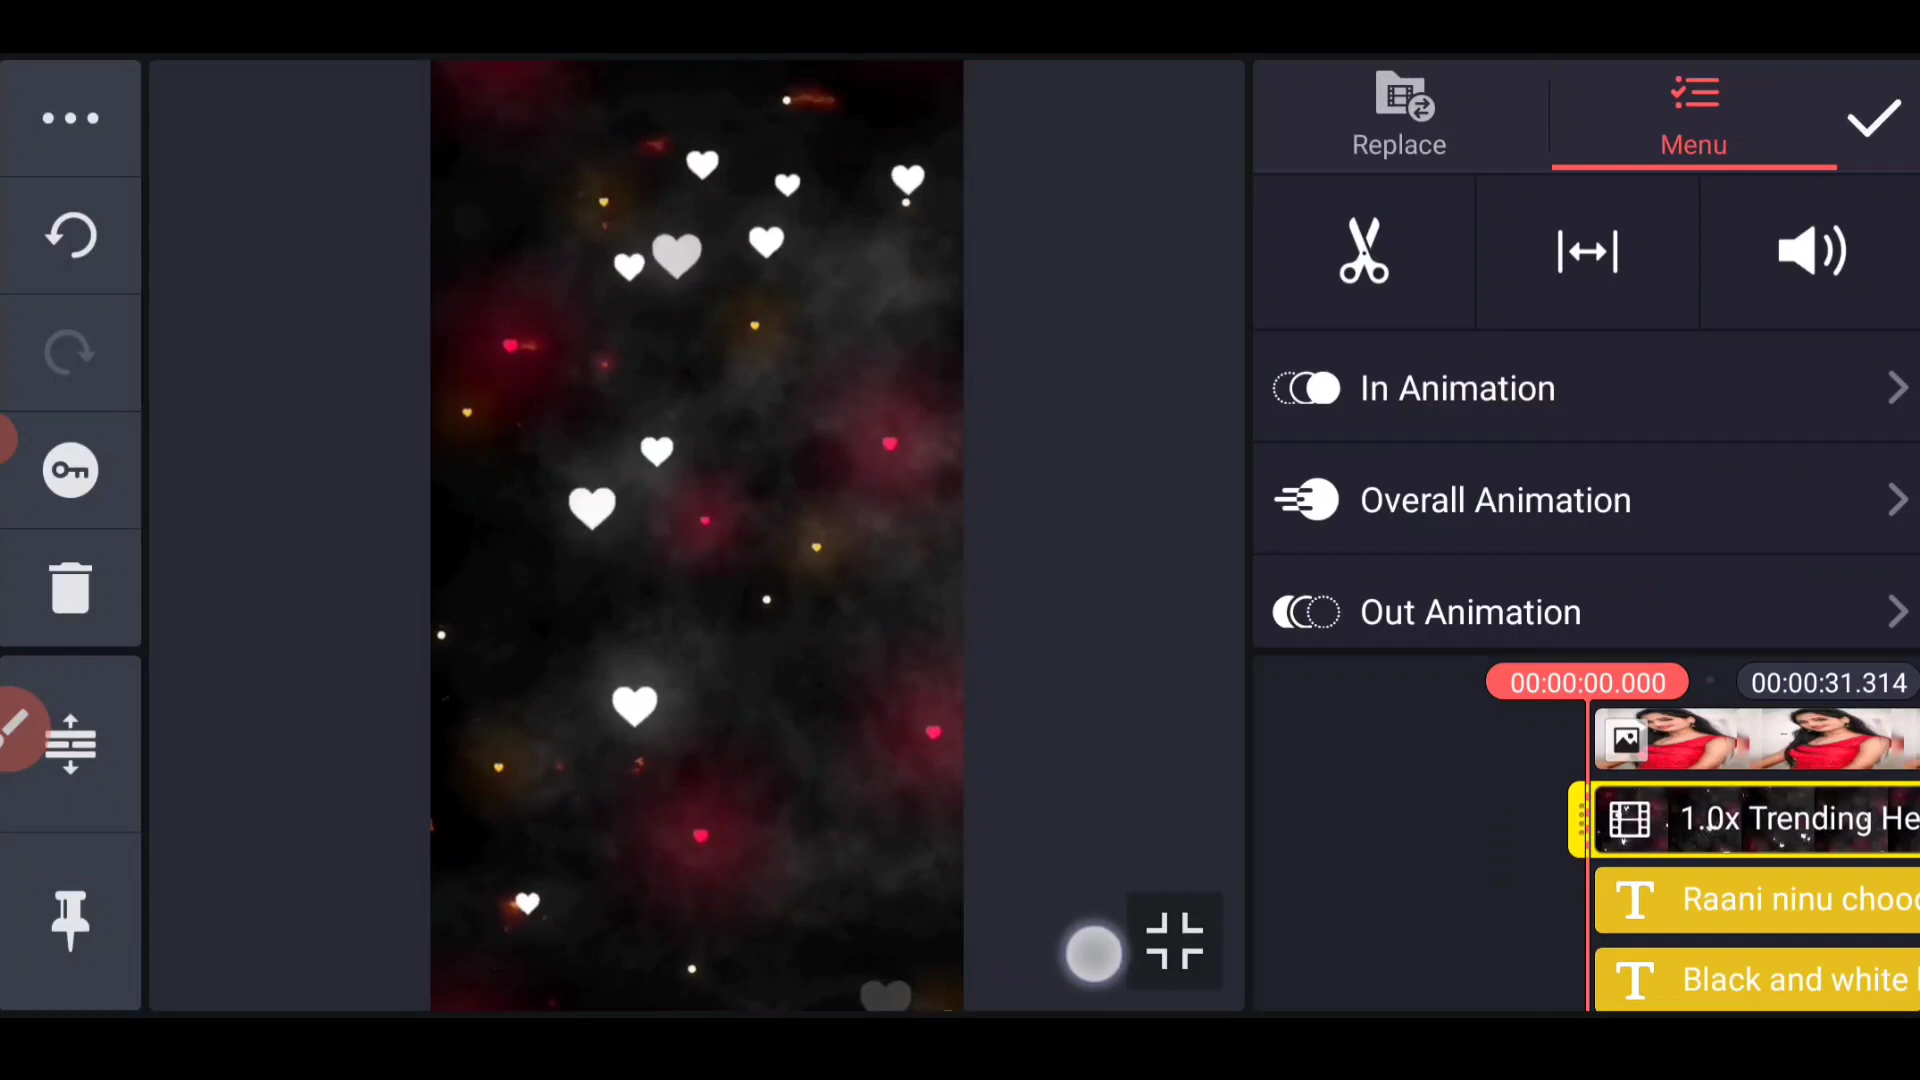 Replace
Menu
In Animation
Overall Animation
Out Animation
00:00:00.000
00:00:31.314
1.0x Trending He
T Raani ninu choo
T Black and white